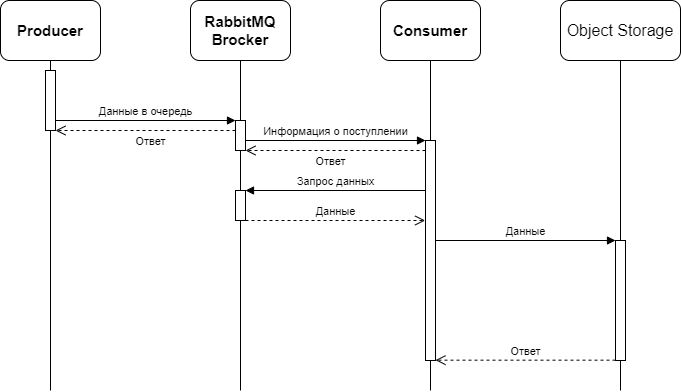 Producer
RabbitMQ
Brocker
Consumer
Object Storage
Данные в очередь
Ответ
Информация о поступлении
Ответ
Запрос данных
Данные
Данные
Ответ